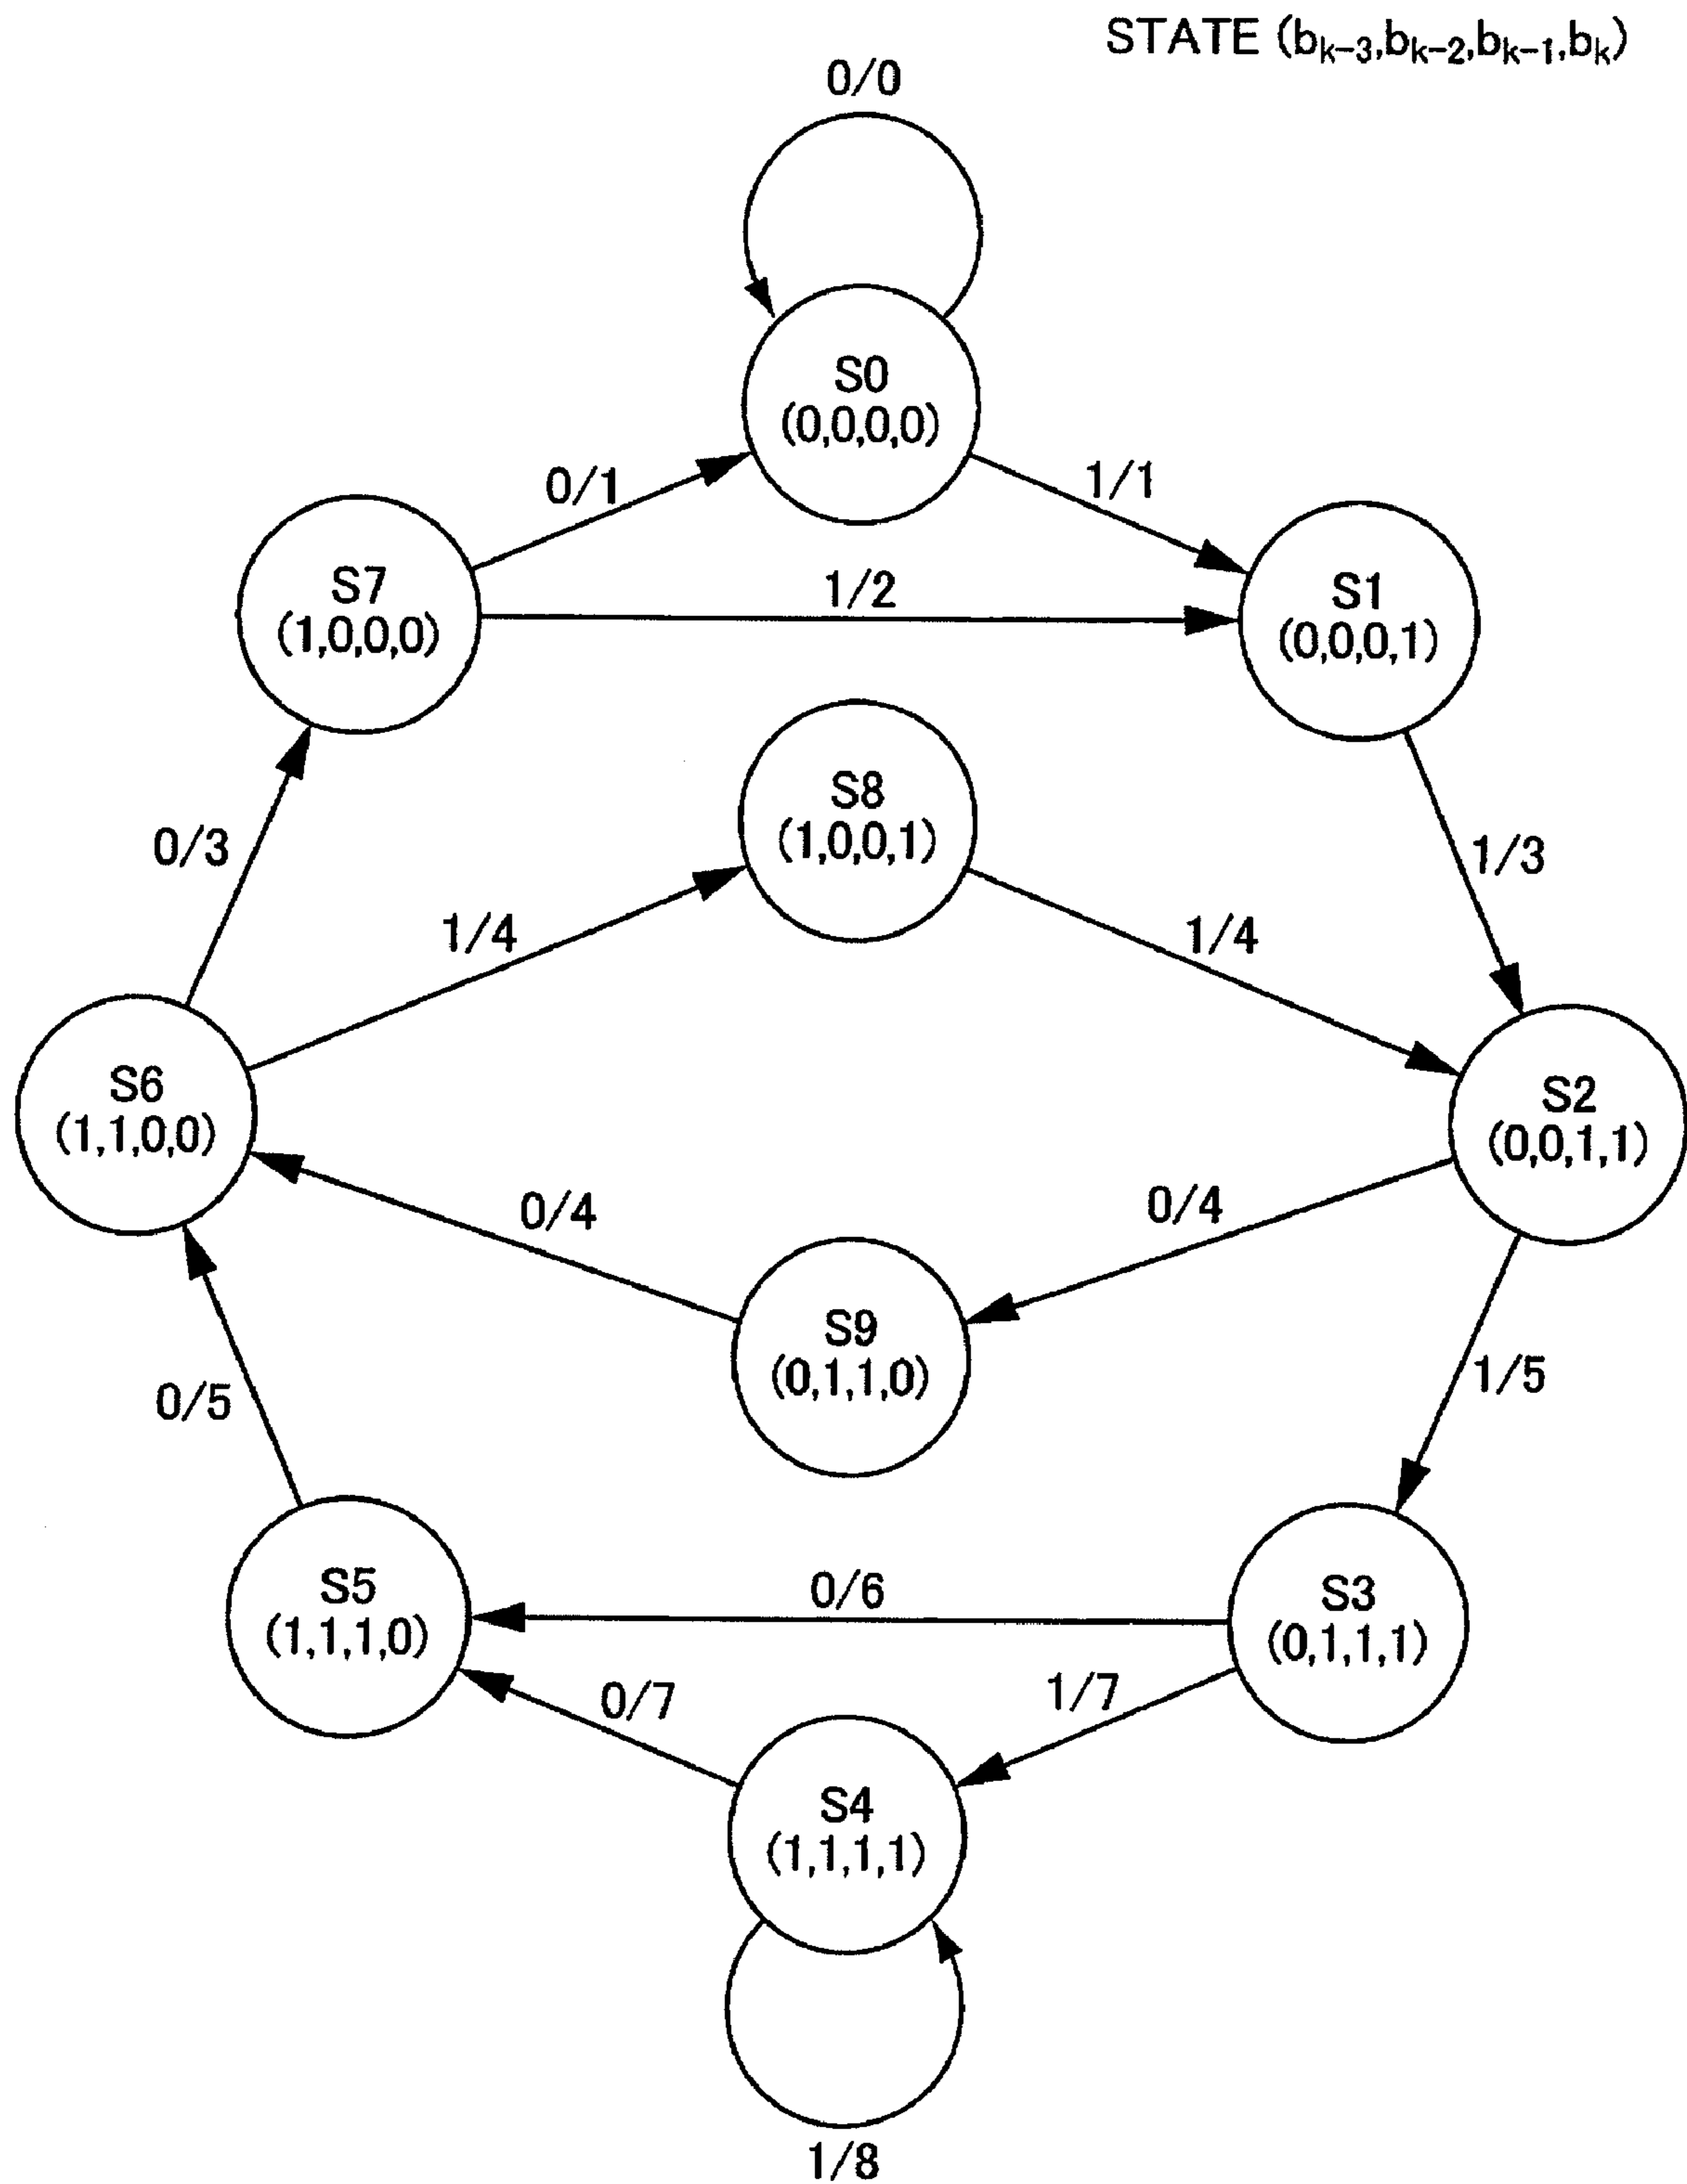 STATE (bk-3,bk-2,bk-1,bk)
0/0
S0
(0,0,0,0)
0/1
1/1
S7
(1,0,0,0)
1/2
S1
(0,0,0,1)
S8
(1,0,0,1)
0/3
1/3
1/4
1/4
S6
(1,1,0,0)
S2
(0,0,1,1)
0/4
0/4
S9
(0,1,1,0)
0/5
1/5
S5
(1,1,1,0)
0/6
S3
(0,1,1,1)
0/7
1/7
S4
(1,1,1,1)
1/8